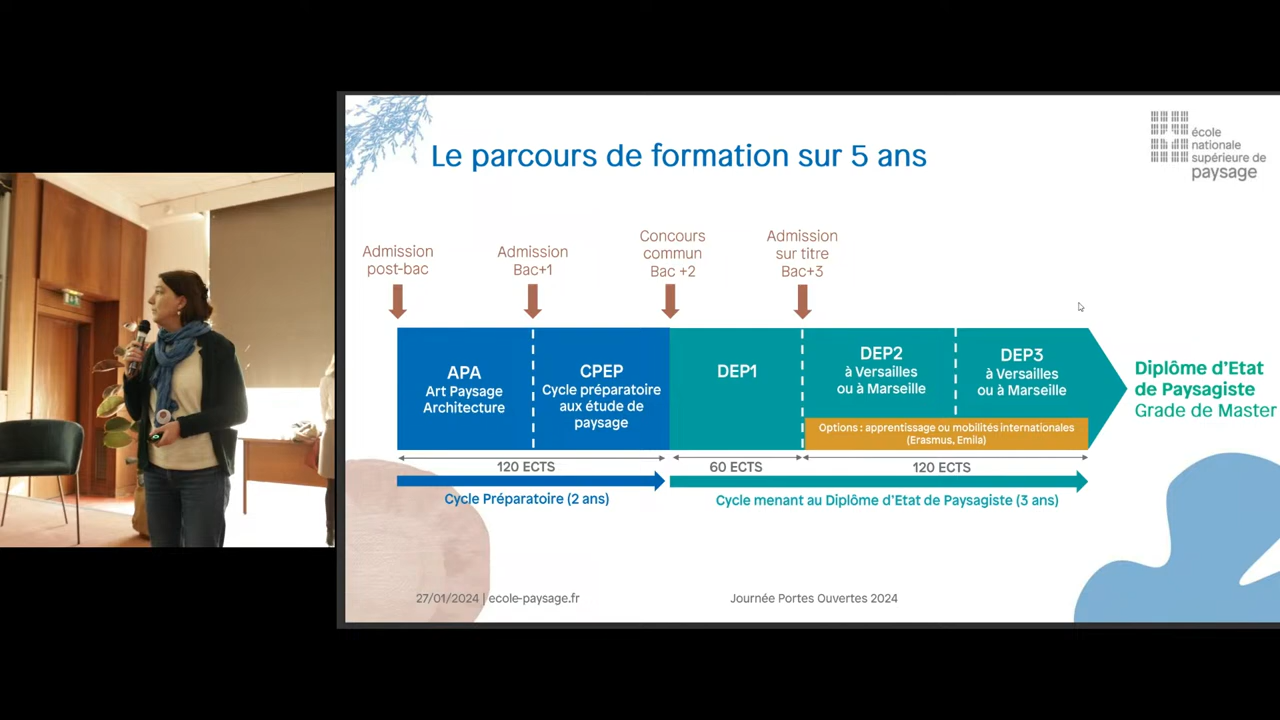 Le parcours de formation sur 5 ans
école
nationale
supérieure de
paysage
Admission
post-bac
Admission
Bac+1
Concours
commun
Bac +2
Admission
sur titre
Bac+3
APA
Art Paysage
Architecture
CPEP
Cycle préparatoire
aux étude de
paysage
DEP1
DEP2
à Versailles
ou à Marseille
DEP3
à Versailles
ou à Marseille
Options : apprentissage ou mobilités internationales
(Erasmus, Emila)
Diplôme d'Etat
de Paysagiste
Grade de Master
120 ECTS
60 ECTS
120 ECTS
Cycle Préparatoire (2 ans)
Cycle menant au Diplôme d'Etat de Paysagiste (3 ans)
27/01/2024 | ecole-paysage.fr
Journée Portes Ouvertes 2024